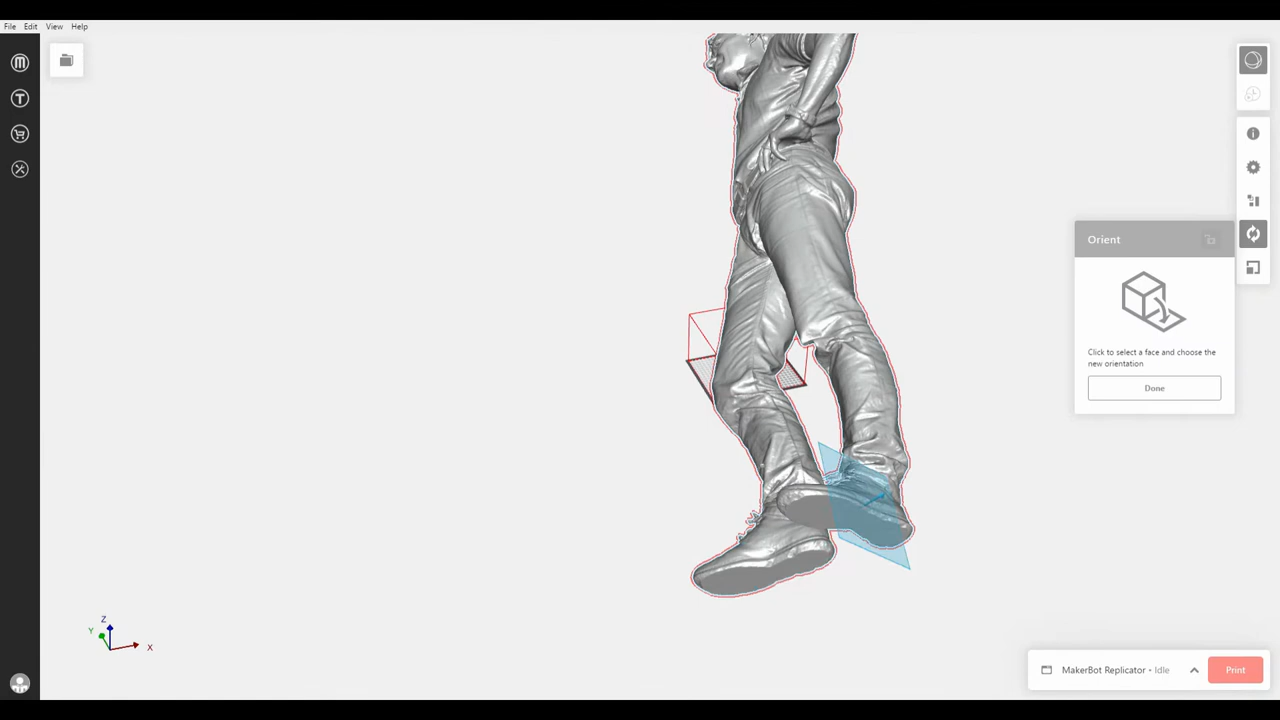 File Edit View Help
M
T
Orient
Click to select a face and choose the
new orientation
Done
Z
Y
X
MakerBot Replicator • Idle
Print